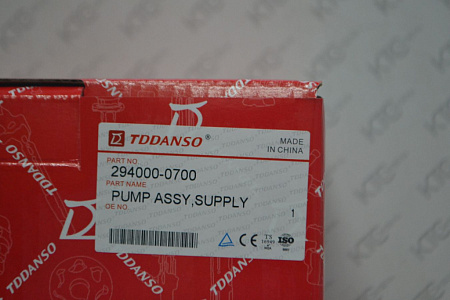 TDDANSO®
MADE
IN CHINA
PART NO.
294000-0700
PART NAME
PUMP ASSY,SUPPLY
OE NO.
1
ISO
TDDANSO
TDDANSO
TDDANSO